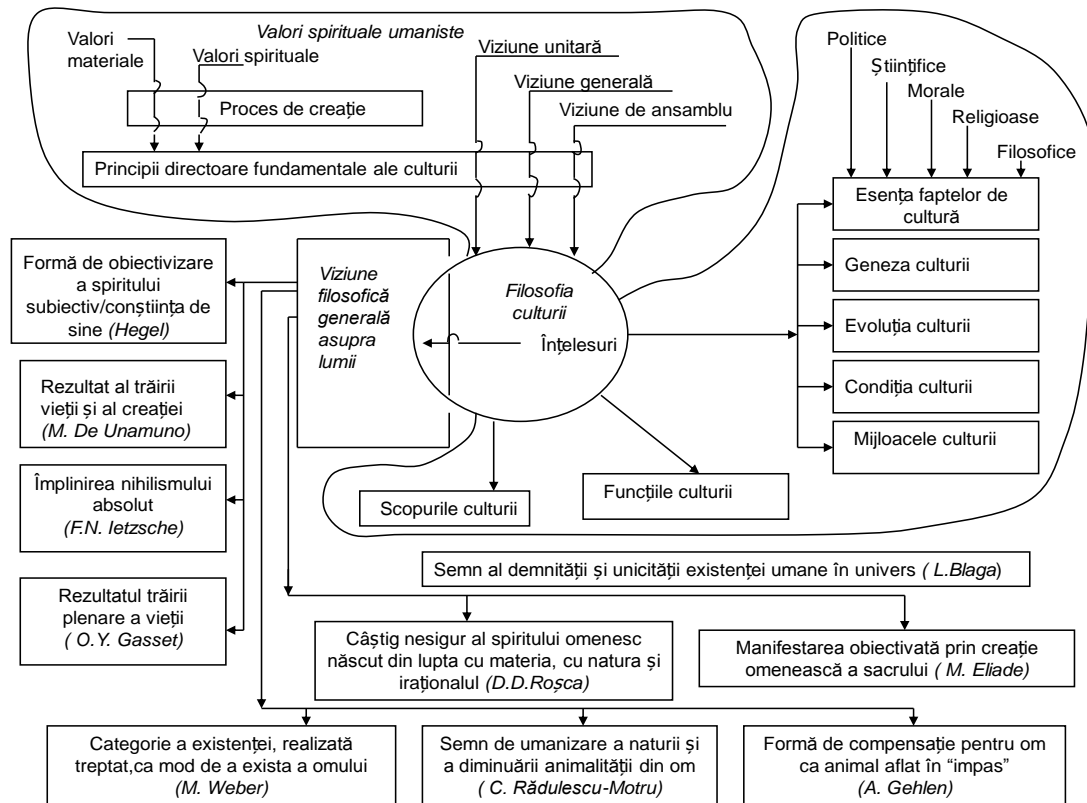 Valori
materiale
Valori spirituale
Valori spirituale umaniste
Viziune unitară
Viziune generală
Viziune de ansamblu
Proces de creație
Principii directoare fundamentale ale culturii
Politice
Științifice
Morale
Religioase
Filosofice
Esența faptelor de
cultură
Geneza culturii
Evoluția culturii
Condiția culturii
Mijloacele culturii
Filosofia
culturii
Înțelesuri
Viziune
filosofică
generală
asupra
lumii
Formă de obiectivizare
a spiritului
subiectiv/conștiința de
sine (Hegel)
Rezultat al trăirii
vieții și al creației
(M. De Unamuno)
Împlinirea nihilismului
absolut
(F.N. Ietzsche)
Rezultatul trăirii
plenare a vieții
( O.Y. Gasset)
Scopurile culturii
Funcțiile culturii
Semn al demnității și unicității existenței umane în univers ( L.Blaga)
Câștig nesigur al spiritului omenesc
născut din lupta cu materia, cu natura și
iraționalul (D.D.Roșca)
Manifestarea obiectivată prin creație
omenească a sacrului ( M. Eliade)
Categorie a existenței, realizată
treptat,ca mod de a exista a omului
(M. Weber)
Semn de umanizare a naturii și
a diminuării animalității din om
( C. Rădulescu-Motru)
Formă de compensație pentru om
ca animal aflat în “impas”
(A. Gehlen)